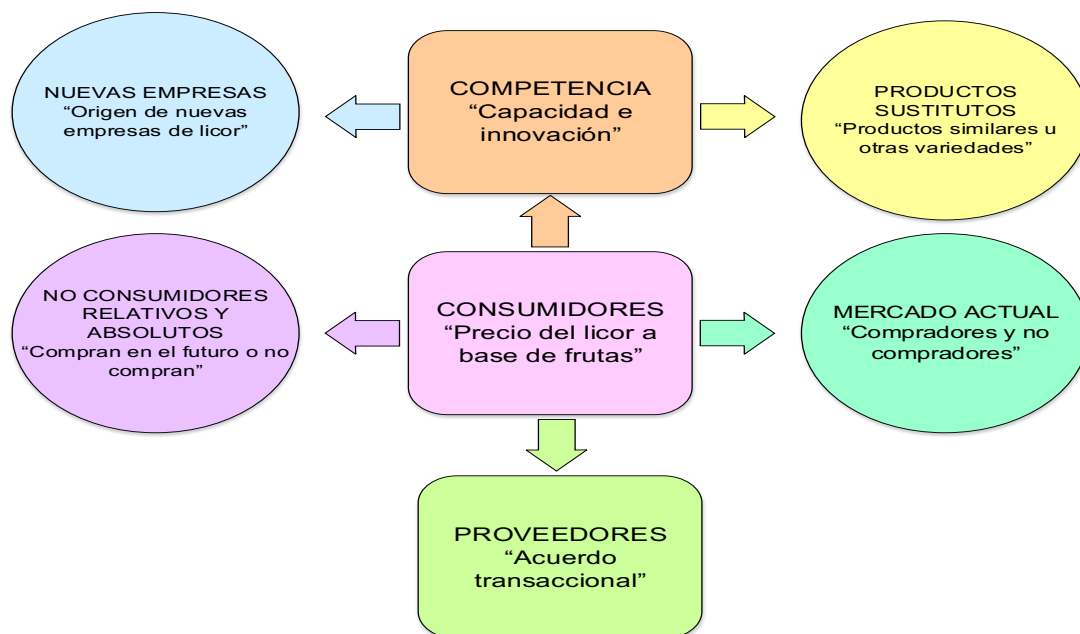 NUEVAS EMPRESAS
“Origen de nuevas
empresas de licor”
COMPETENCIA
“Capacidad e
innovación”
PRODUCTOS
SUSTITUTOS
“Productos similares u
otras variedades”
NO CONSUMIDORES
RELATIVOS Y
ABSOLUTOS
“Compran en el futuro o no
compran”
CONSUMIDORES
“Precio del licor a
base de frutas”
MERCADO ACTUAL
“Compradores y no
compradores”
PROVEEDORES
“Acuerdo
transaccional”